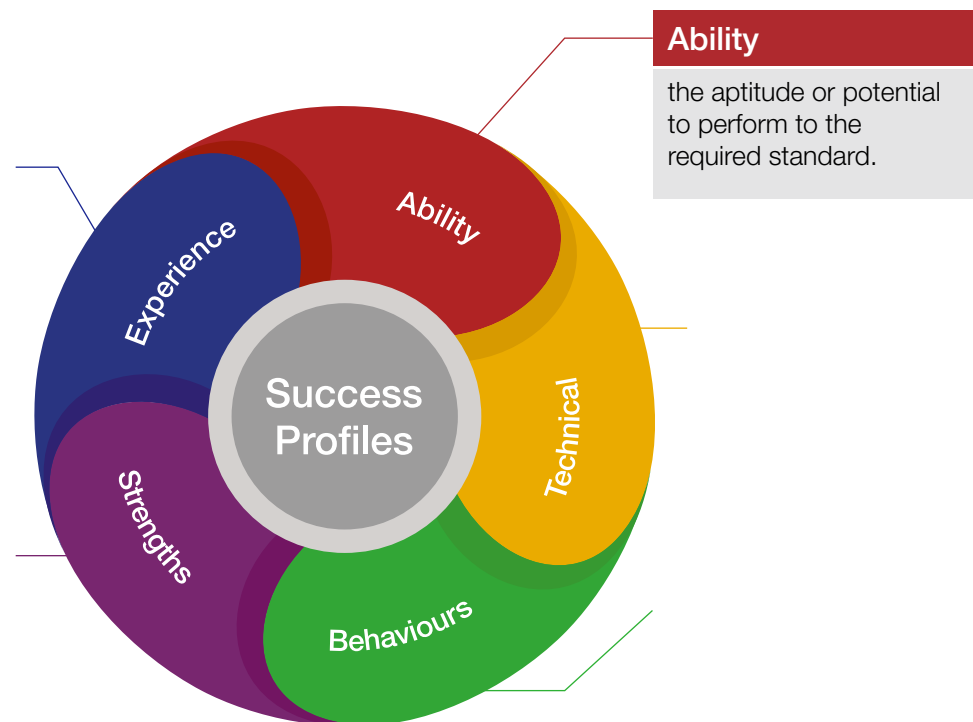 Ability
the aptitude or potential
to perform to the
required standard.
Ability
Experience
Technical
Success
Profiles
Strengths
Behaviours